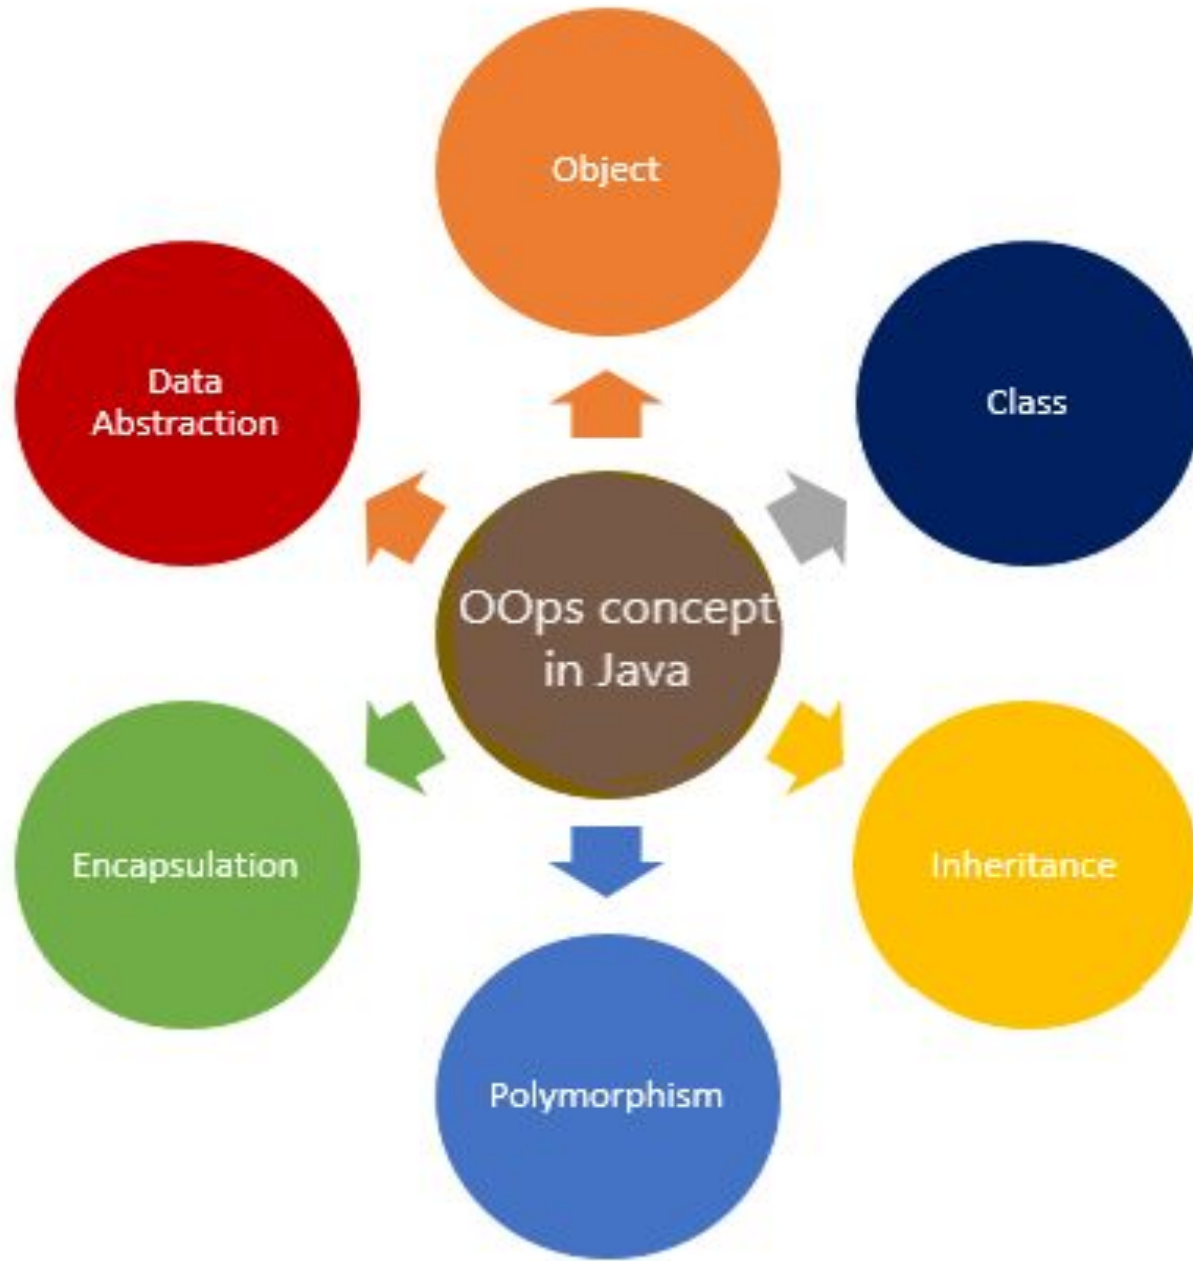 Object
Data
Abstraction
Class
OOps concept
in Java
Encapsulation
Inheritance
Polymorphism